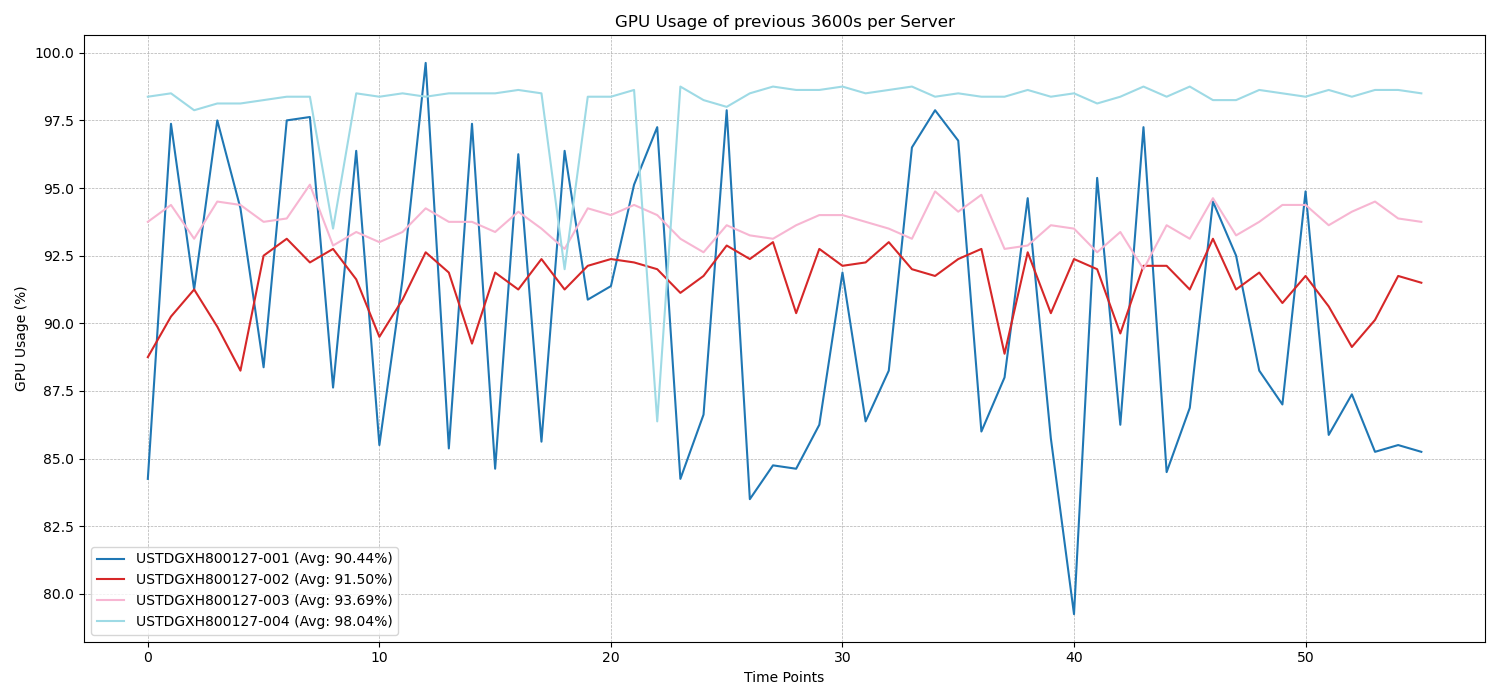 GPU Usage of previous 3600s per Server
100.0
97.5
95.0
92.5
90.0
87.5
85.0
82.5
80.0
GPU Usage (%)
USTDGXH800127-001 (Avg: 90.44%)
USTDGXH800127-002 (Avg: 91.50%)
USTDGXH800127-003 (Avg: 93.69%)
USTDGXH800127-004 (Avg: 98.04%)
0 10 20 30 40 50
Time Points